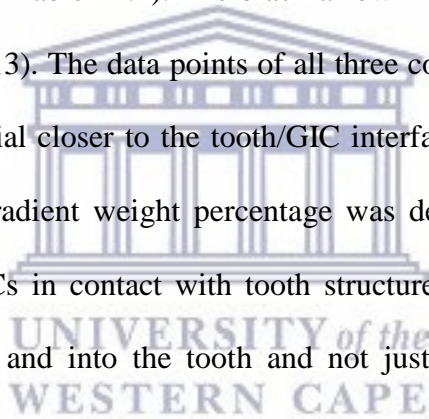 13). The data points of all three co
ial closer to the tooth/GIC interfa
radient weight percentage was de
Cs in contact with tooth structure
UNIVERSITY of the
and into the tooth and not just
WESTERN CAPE